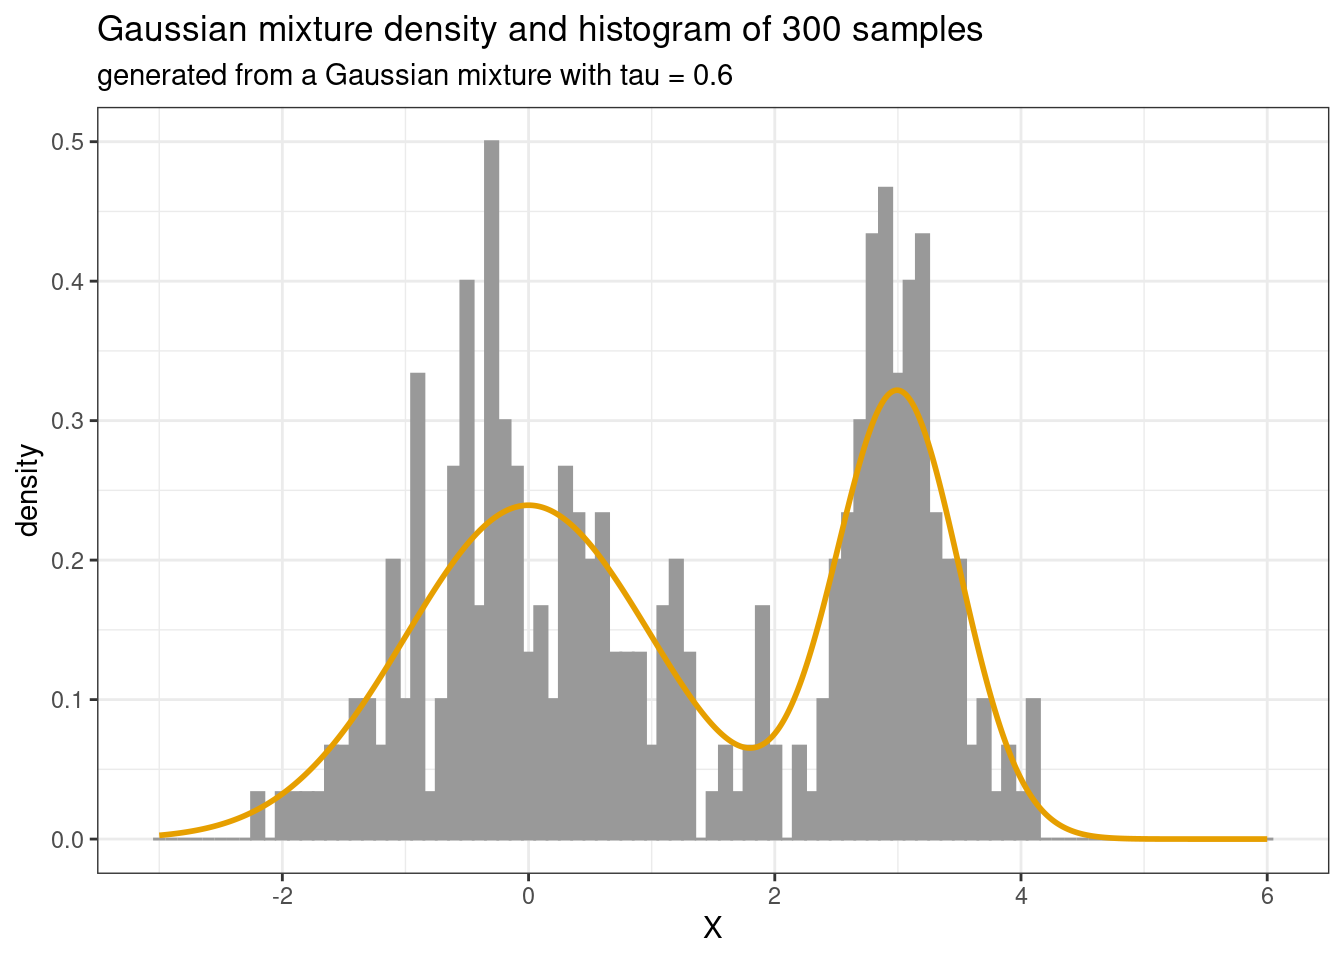 Gaussian mixture density and histogram of 300 samples
generated from a Gaussian mixture with tau = 0.6
density
0.5
0.4
0.3
0.2
0.1
0.0
-2
0
2
4
6
X